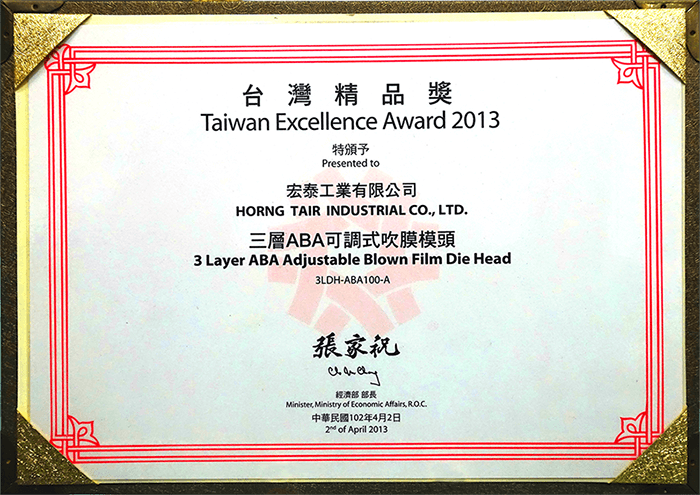 台灣精品獎
Taiwan Excellence Award 2013
特頒予
Presented to
宏泰工業有限公司
HORNG TAIR INDUSTRIAL CO., LTD.
三層ABA可調式吹膜模頭
3 Layer ABA Adjustable Blown Film Die Head
3LDH-ABA100-A
張家祝
經濟部 部長
Minister, Ministry of Economic Affairs, R.O.C.
中華民國102年4月2日
2nd of April 2013